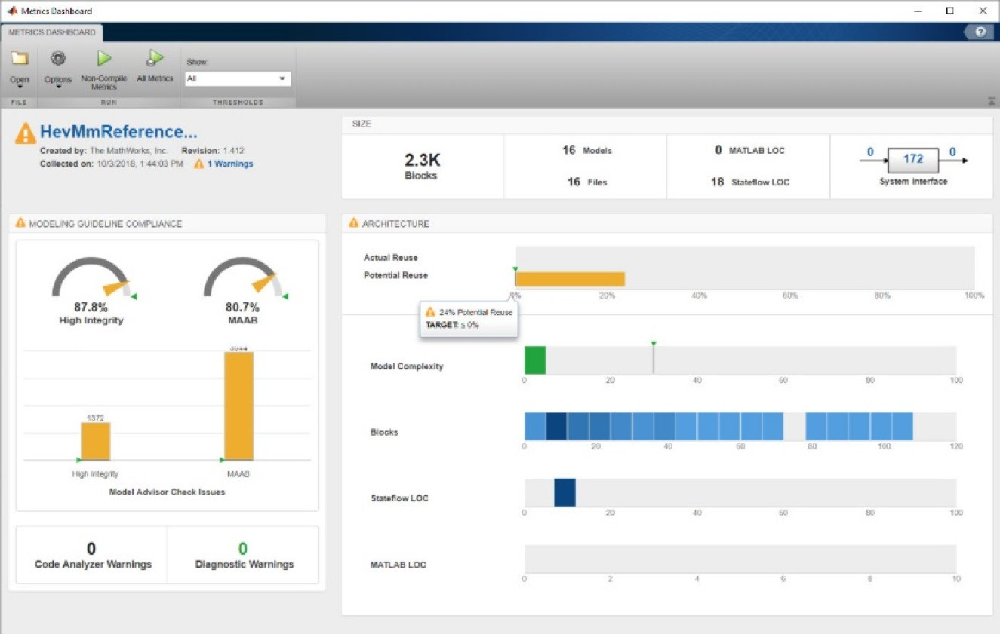 Metrics Dashboard
METRICS DASHBOARD
?
Open
Options
Non-Compile
Metrics
All Metrics
Show:
All
FILE
RUN
THRESHOLDS
HevMmReference...
Created by: The MathWorks, Inc. Revision: 1.412
Collected on: 10/3/2018, 1:44:03 PM 1 Warnings
SIZE
2.3K
Blocks
16 Models
16 Files
0 MATLAB LOC
18 Stateflow LOC
0 172 0
System Interface
MODELING GUIDELINE COMPLIANCE
87.8%
High Integrity
80.7%
MAAB
3944
1372
High Integrity MAAB
Model Advisor Check Issues
0
Code Analyzer Warnings
0
Diagnostic Warnings
ARCHITECTURE
Actual Reuse
Potential Reuse
0% 20% 40% 60% 80% 100%
24% Potential Reuse
TARGET: ≤ 0%
Model Complexity
0 20 40 60 80 100
Blocks
0 20 40 60 80 100 120
Stateflow LOC
0 20 40 60 80 100
MATLAB LOC
0 2 4 6 8 10